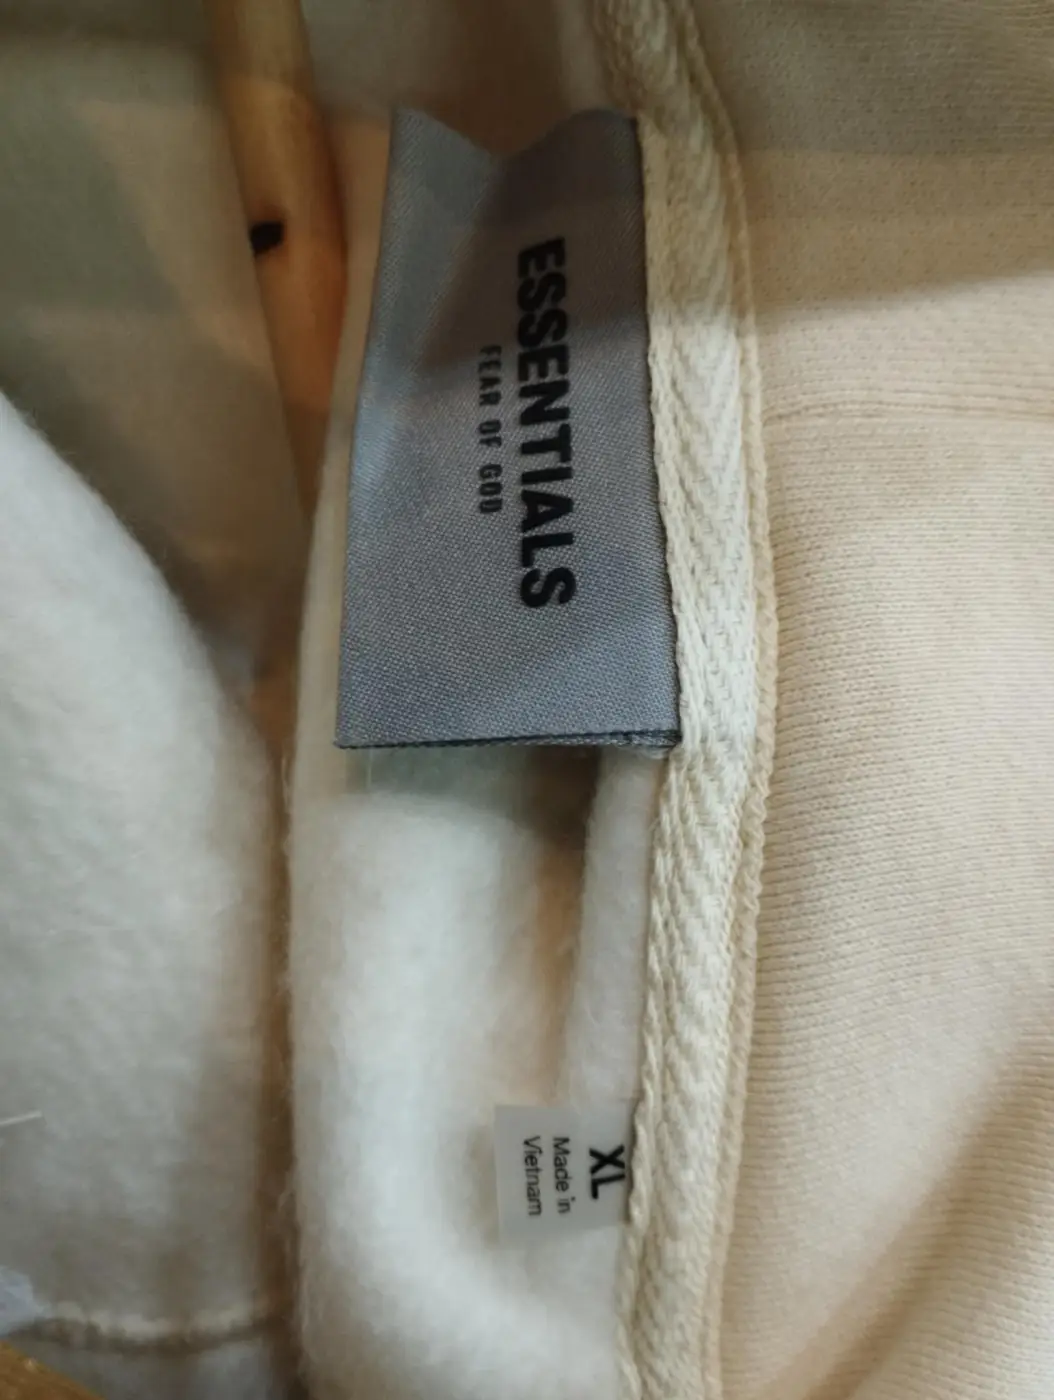 ESSENTIALS
FEAR OF GOD
XL
Made in
Vietnam